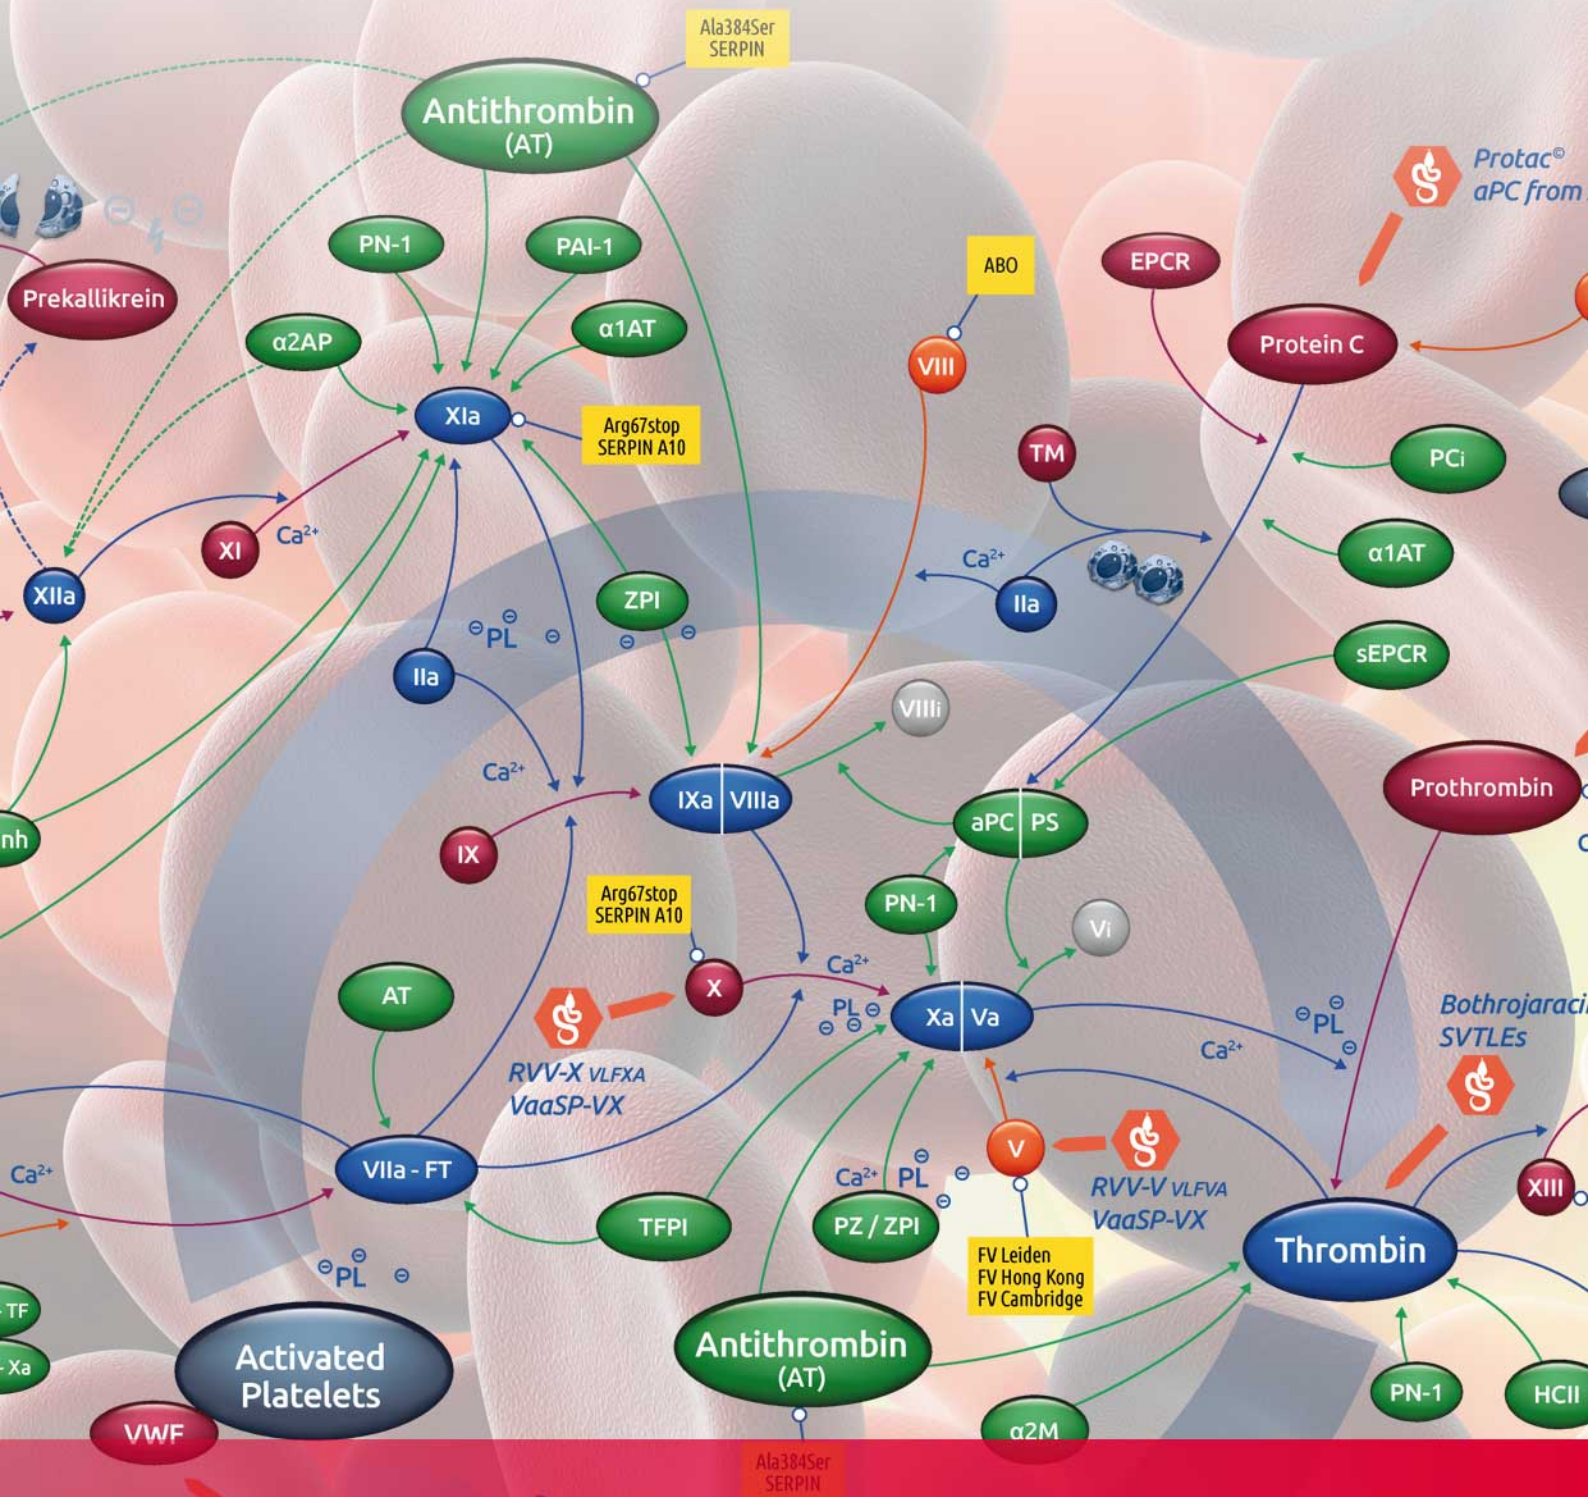 Ala384Ser
SERPIN
Antithrombin
(AT)
Protac©
aPC from
PN-1
PAI-1
ABO
EPCR
Prekallikrein
α2AP
α1AT
VIII
Protein C
XIa
Arg67stop
SERPIN A10
TM
PCi
XI
Ca²⁺
Ca²⁺
α1AT
XIIa
ZPI
IIa
⊖PL⊖ ⊖
⊖ ⊖
sEPCR
IIa
VIIIi
Ca²⁺
IXa VIIIa
Prothrombin
aPC PS
nh
IX
Arg67stop
SERPIN A10
PN-1
Vi
AT
X
Ca²⁺
PL ⊖
⊖ ⊖
Xa Va
⊖PL⊖
⊖
Ca²⁺
Bothrojaraci
SVTLEs
RVV-X VLFXA
VaaSP-VX
V
VIIa - FT
Ca²⁺
Ca²⁺ PL⊖ ⊖
⊖
RVV-V VLFVA
VaaSP-VX
XIII
TFPI
PZ / ZPI
Thrombin
FV Leiden
FV Hong Kong
FV Cambridge
⊖PL⊖ ⊖
- TF
- Xa
Activated
Platelets
Antithrombin
(AT)
PN-1
HCII
VWF
α2M
Ala384Ser
SERPIN